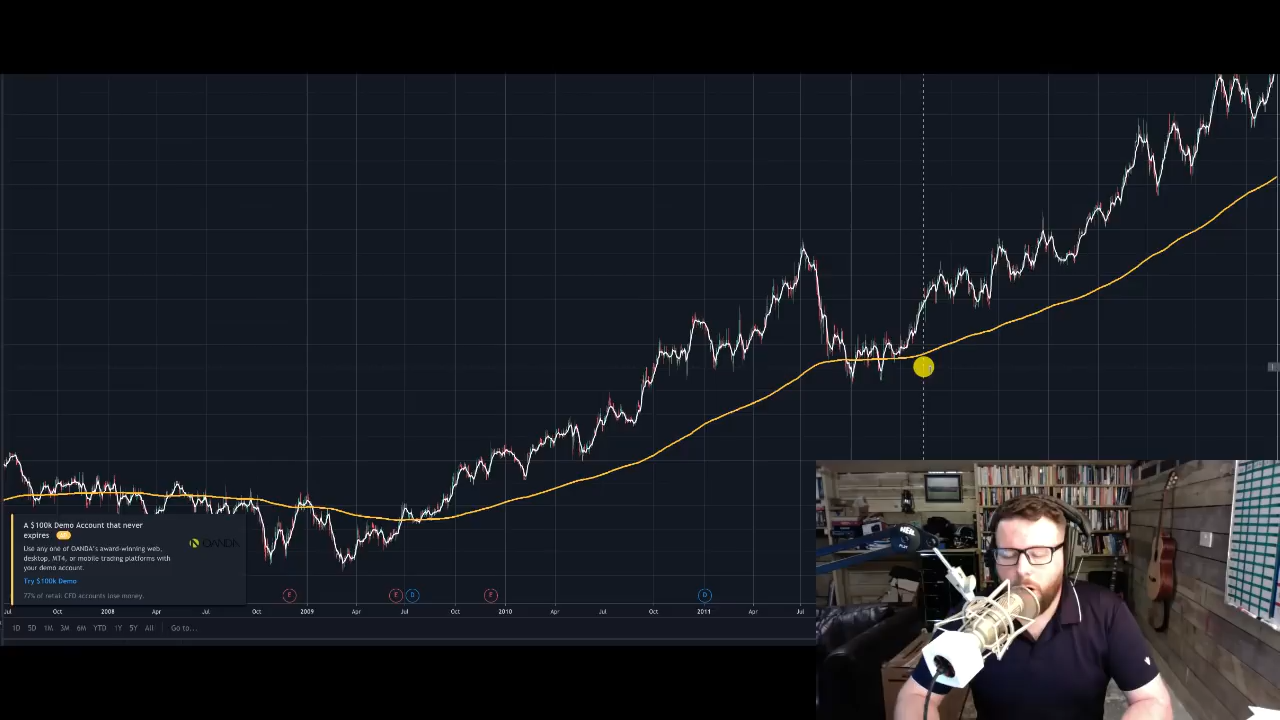 A $100k Demo Account that never
expires
OANDA
Use any one of OANDA's award-winning web,
desktop, MT4, or mobile trading platforms with
your demo account.
Try $100k Demo
77% of retail CFD accounts lose money.
E E D E D
Jul Oct 2008 Apr Jul Oct 2009 Apr Jul Oct 2010 Apr Jul Oct 2011 Apr Jul
1D 5D 1M 3M 6M YTD 1Y 5Y All Go to...